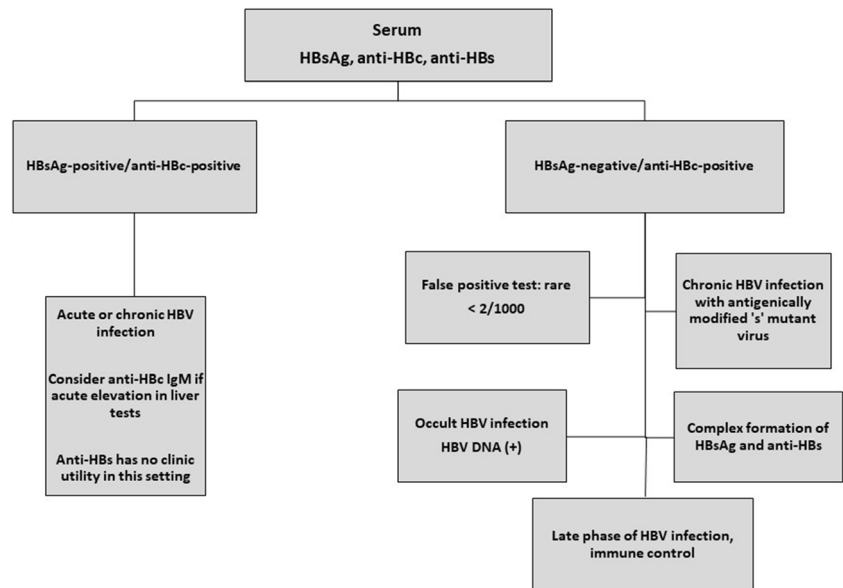 Serum
HBsAg, anti-HBc, anti-HBs
HBsAg-positive/anti-HBc-positive
HBsAg-negative/anti-HBc-positive
Acute or chronic HBV
infection
Consider anti-HBc IgM if
acute elevation in liver
tests
Anti-HBs has no clinic
utility in this setting
False positive test: rare
< 2/1000
Chronic HBV infection
with antigenically
modified 's' mutant
virus
Occult HBV infection
HBV DNA (+)
Complex formation of
HBsAg and anti-HBs
Late phase of HBV infection,
immune control